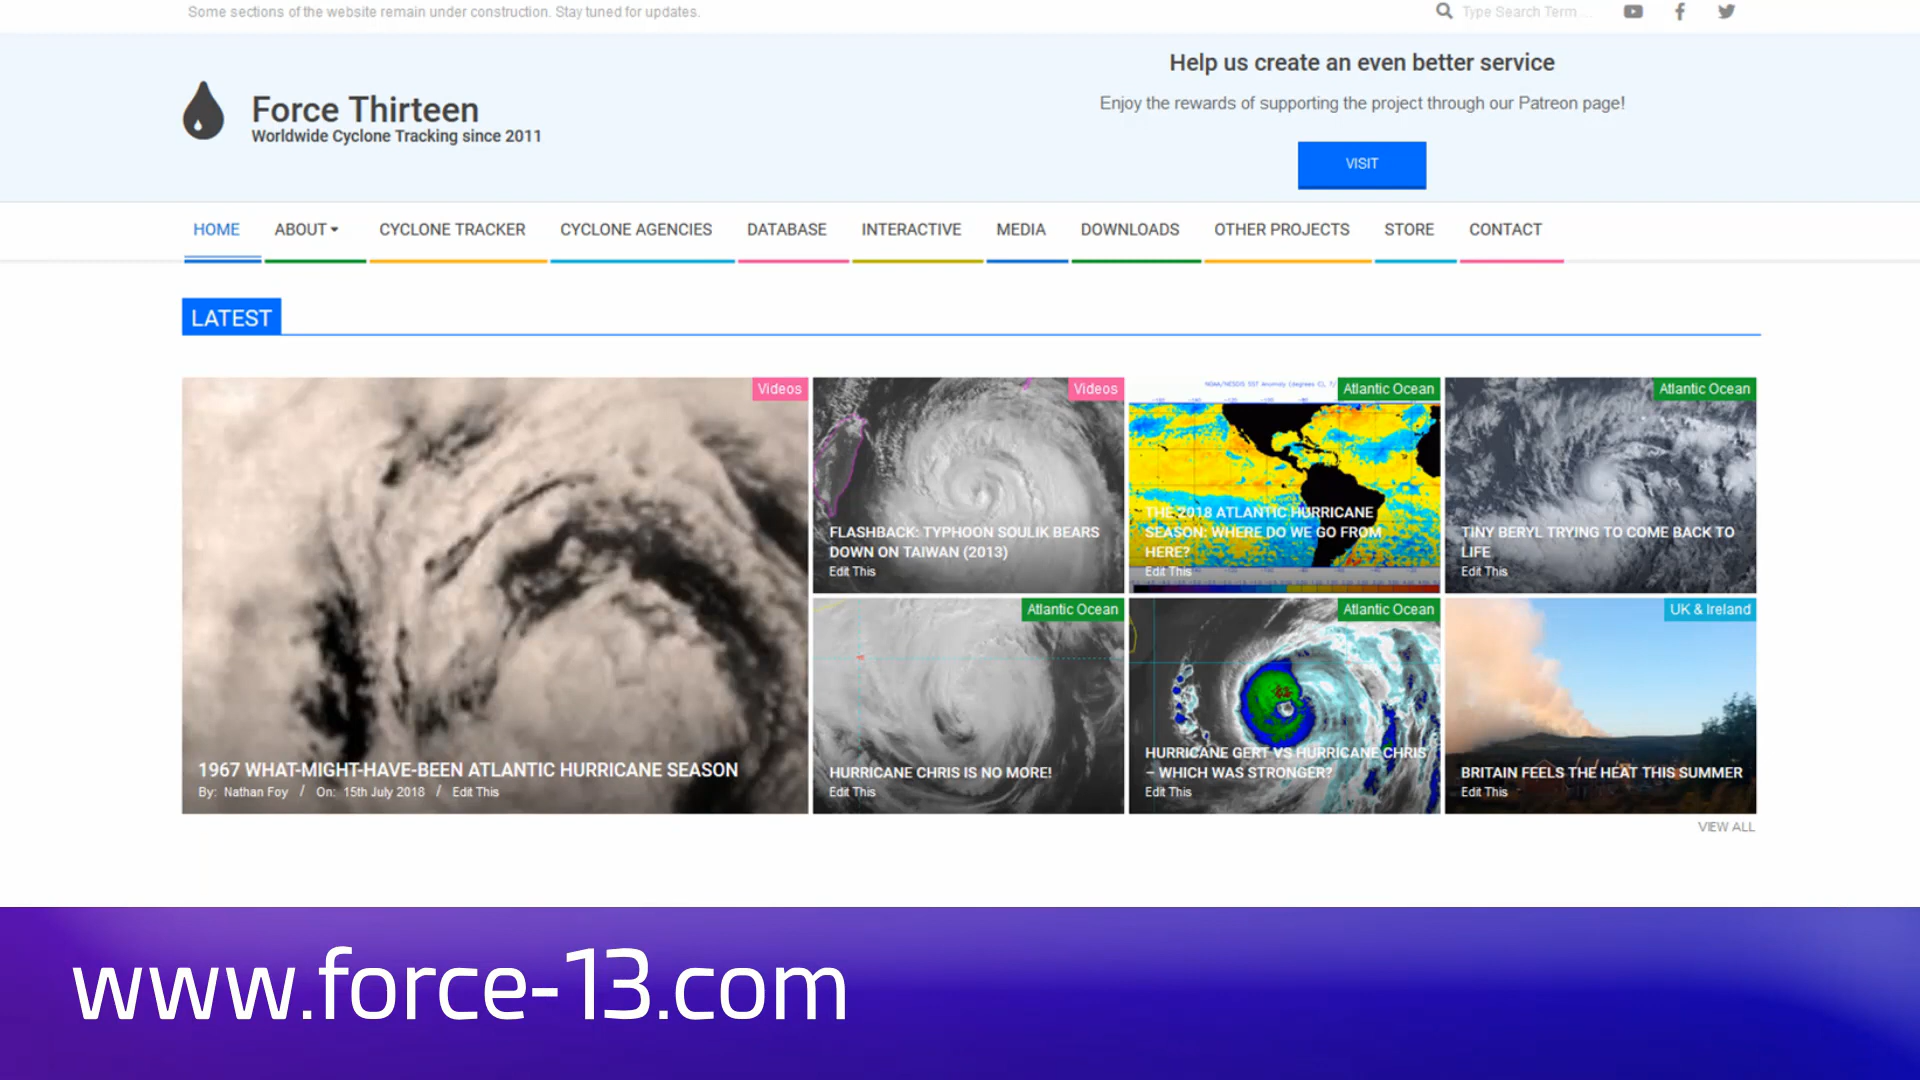 Some sections of the website remain under construction. Stay tuned for updates.
Type Search Term ...
Force Thirteen
Worldwide Cyclone Tracking since 2011
Help us create an even better service
Enjoy the rewards of supporting the project through our Patreon page!
VISIT
HOME ABOUT CYCLONE TRACKER CYCLONE AGENCIES DATABASE INTERACTIVE MEDIA DOWNLOADS OTHER PROJECTS STORE CONTACT
LATEST
Videos
1967 WHAT-MIGHT-HAVE-BEEN ATLANTIC HURRICANE SEASON
By: Nathan Foy / On: 15th July 2018 / Edit This
Videos
FLASHBACK: TYPHOON SOULIK BEARS
DOWN ON TAIWAN (2013)
Edit This
NOAA/NESDIS SST Anomaly (degrees C),
Atlantic Ocean
THE 2018 ATLANTIC HURRICANE
SEASON: WHERE DO WE GO FROM
HERE?
Edit This
Atlantic Ocean
TINY BERYL TRYING TO COME BACK TO
LIFE
Edit This
Atlantic Ocean
HURRICANE CHRIS IS NO MORE!
Edit This
Atlantic Ocean
HURRICANE GERT VS HURRICANE CHRIS
– WHICH WAS STRONGER?
Edit This
UK & Ireland
BRITAIN FEELS THE HEAT THIS SUMMER
Edit This
VIEW ALL
www.force-13.com